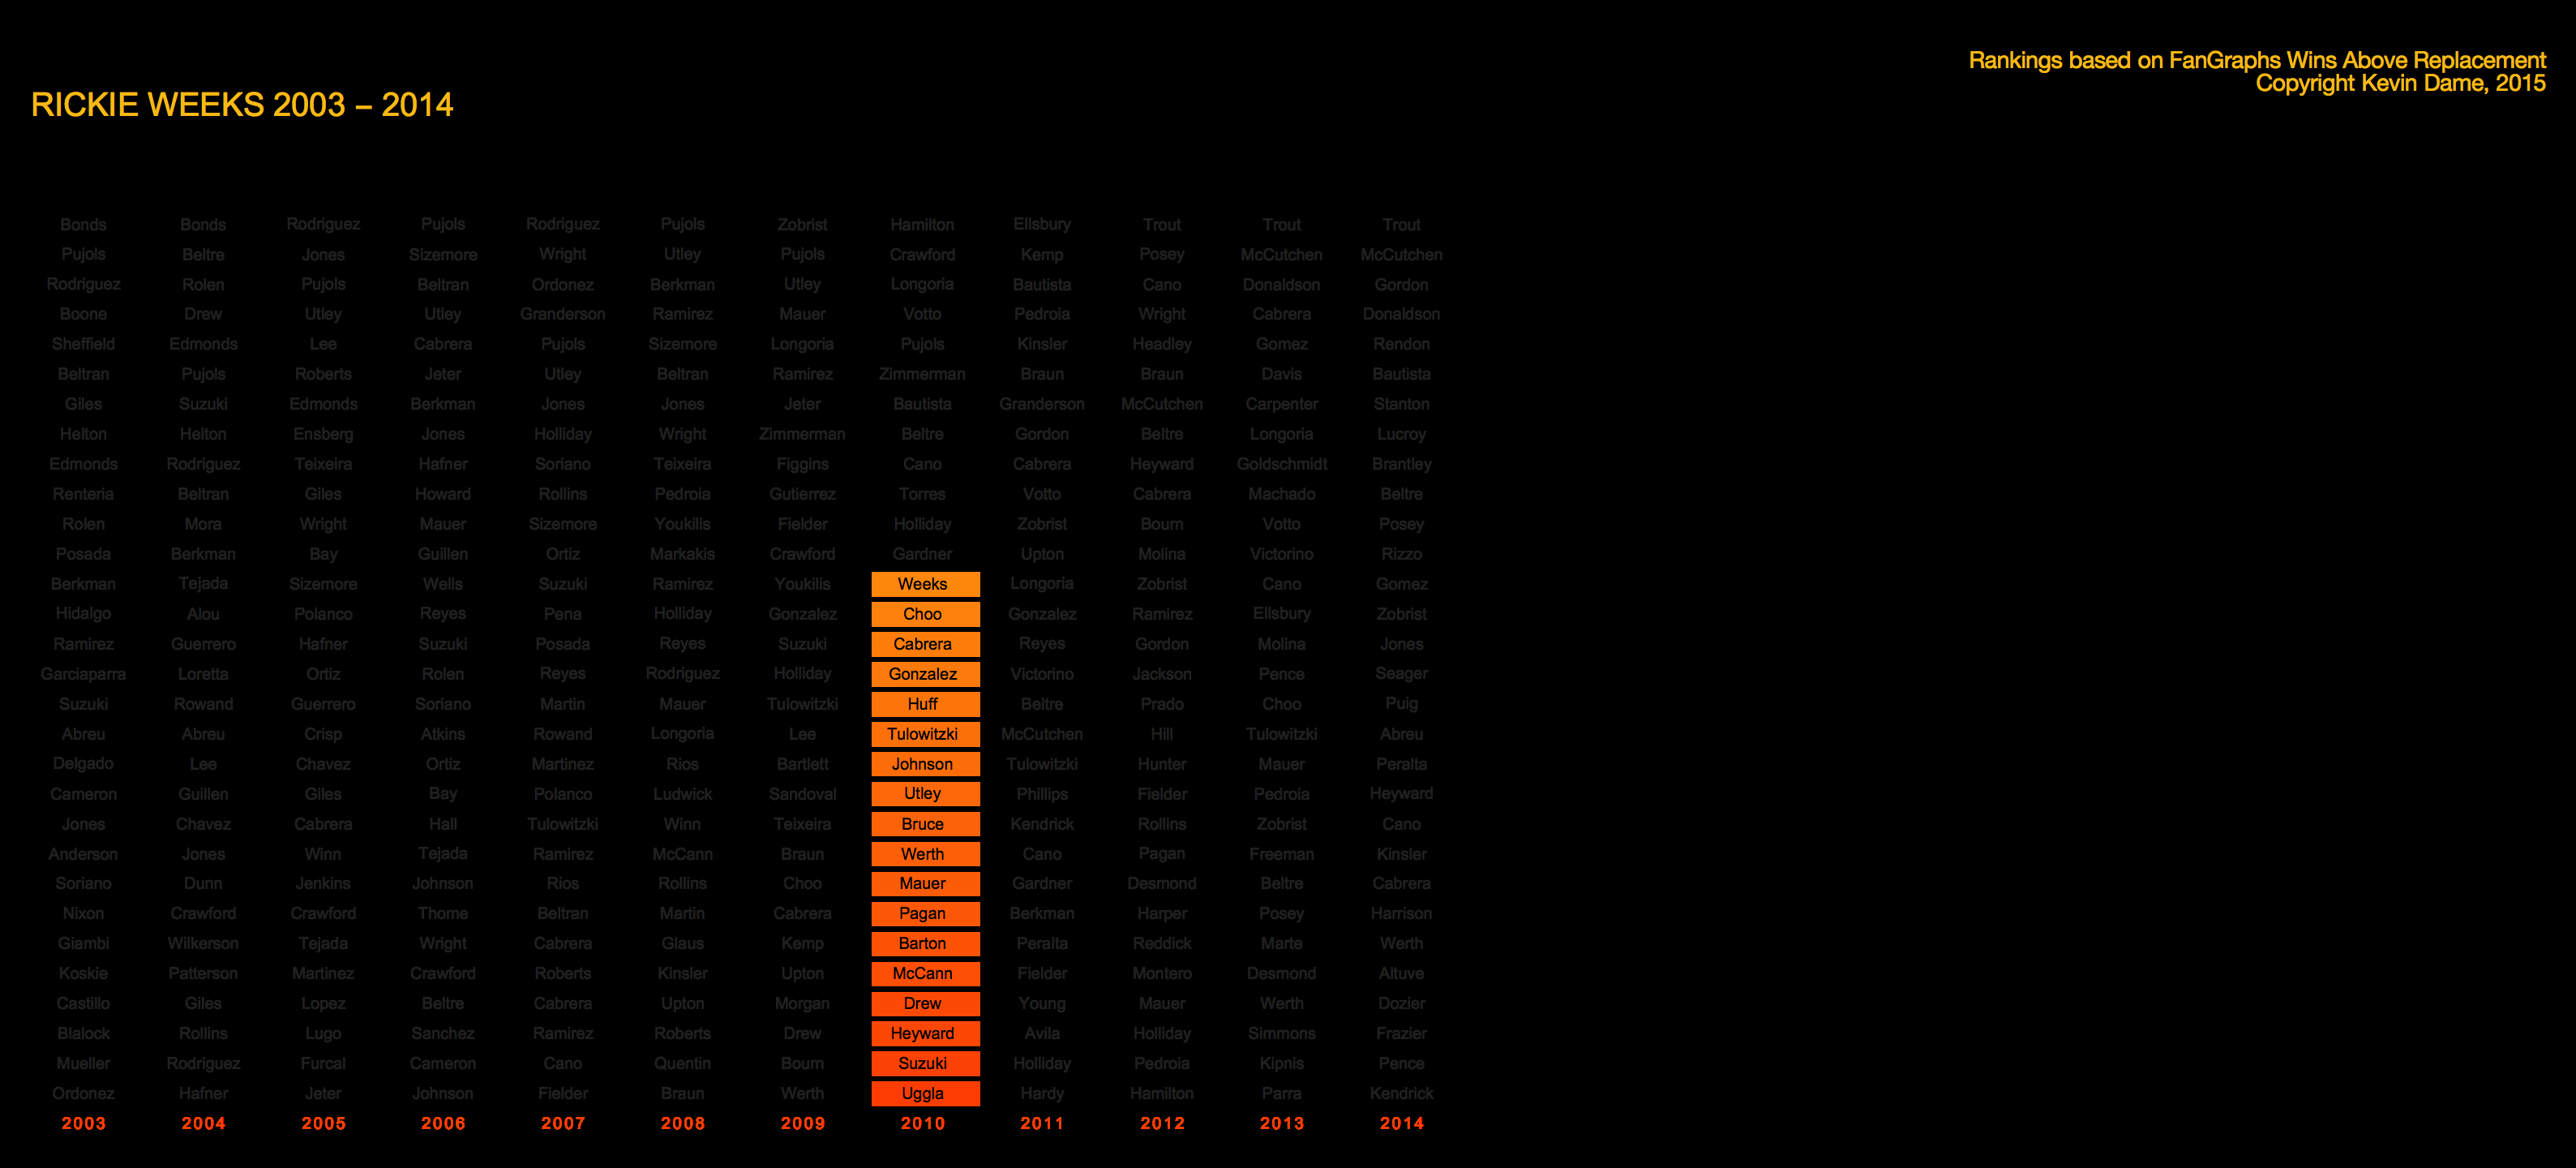 Rankings based on FanGraphs Wins Above Replacement
Copyright Kevin Dame, 2015
RICKIE WEEKS 2003 – 2014
Bonds Bonds Rodriguez Pujols Rodriguez Pujols Zobrist Hamilton Ellsbury Trout Trout Trout
Pujols Beltre Jones Sizemore Wright Utley Pujols Crawford Kemp Posey McCutchen McCutchen
Rodriguez Rolen Pujols Beltran Ordonez Berkman Utley Longoria Bautista Cano Donaldson Gordon
Boone Drew Utley Utley Granderson Ramirez Mauer Votto Pedroia Wright Cabrera Donaldson
Sheffield Edmonds Lee Cabrera Pujols Sizemore Longoria Pujols Kinsler Headley Gomez Rendon
Beltran Pujols Roberts Jeter Utley Beltran Ramirez Zimmerman Braun Braun Davis Bautista
Giles Suzuki Edmonds Berkman Jones Jones Jeter Bautista Granderson McCutchen Carpenter Stanton
Helton Helton Ensberg Jones Holliday Wright Zimmerman Beltre Gordon Beltre Longoria Lucroy
Edmonds Rodriguez Teixeira Hafner Soriano Teixeira Figgins Cano Cabrera Heyward Goldschmidt Brantley
Renteria Beltran Giles Howard Rollins Pedroia Gutierrez Torres Votto Cabrera Machado Beltre
Rolen Mora Wright Mauer Sizemore Youkilis Fielder Holliday Zobrist Bourn Votto Posey
Posada Berkman Bay Guillen Ortiz Markakis Crawford Gardner Upton Molina Victorino Rizzo
Berkman Tejada Sizemore Wells Suzuki Ramirez Youkilis Weeks Longoria Zobrist Cano Gomez
Hidalgo Alou Polanco Reyes Pena Holliday Gonzalez Choo Gonzalez Ramirez Ellsbury Zobrist
Ramirez Guerrero Hafner Suzuki Posada Reyes Suzuki Cabrera Reyes Gordon Molina Jones
Garciaparra Loretta Ortiz Rolen Reyes Rodriguez Holliday Gonzalez Victorino Jackson Pence Seager
Suzuki Rowand Guerrero Soriano Martin Mauer Tulowitzki Huff Beltre Prado Choo Puig
Abreu Abreu Crisp Atkins Rowand Longoria Lee Tulowitzki McCutchen Hill Tulowitzki Abreu
Delgado Lee Chavez Ortiz Martinez Rios Bartlett Johnson Tulowitzki Hunter Mauer Peralta
Cameron Guillen Giles Bay Polanco Ludwick Sandoval Utley Phillips Fielder Pedroia Heyward
Jones Chavez Cabrera Hall Tulowitzki Winn Teixeira Bruce Kendrick Rollins Zobrist Cano
Anderson Jones Winn Tejada Ramirez McCann Braun Werth Cano Pagan Freeman Kinsler
Soriano Dunn Jenkins Johnson Rios Rollins Choo Mauer Gardner Desmond Beltre Cabrera
Nixon Crawford Crawford Thome Beltran Martin Cabrera Pagan Berkman Harper Posey Harrison
Giambi Wilkerson Tejada Wright Cabrera Glaus Kemp Barton Peralta Reddick Marte Werth
Koskie Patterson Martinez Crawford Roberts Kinsler Upton McCann Fielder Montero Desmond Altuve
Castillo Giles Lopez Beltre Cabrera Upton Morgan Drew Young Mauer Werth Dozier
Blalock Rollins Lugo Sanchez Ramirez Roberts Drew Heyward Avila Holliday Simmons Frazier
Mueller Rodriguez Furcal Cameron Cano Quentin Bourn Suzuki Holliday Pedroia Kipnis Pence
Ordonez Hafner Jeter Johnson Fielder Braun Werth Uggla Hardy Hamilton Parra Kendrick
2003 2004 2005 2006 2007 2008 2009 2010 2011 2012 2013 2014